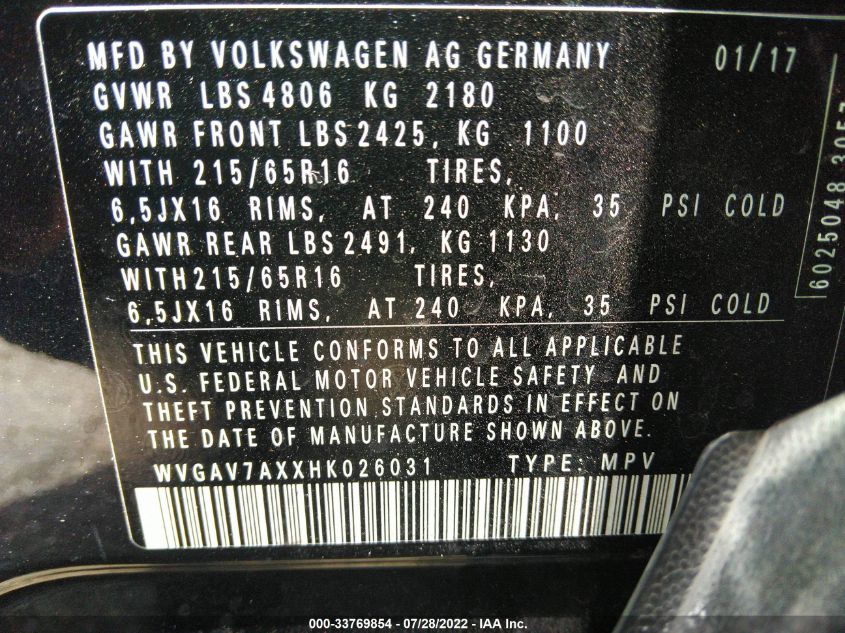 MFD BY VOLKSWAGEN AG GERMANY 01/17
GVWR LBS 4806 KG 2180
GAWR FRONT LBS 2425, KG 1100
WITH 215/65R16 TIRES,
6,5JX16 RIMS, AT 240 KPA, 35 PSI COLD
GAWR REAR LBS 2491, KG 1130
WITH 215/65R16 TIRES,
6,5JX16 RIMS, AT 240 KPA, 35 PSI COLD
THIS VEHICLE CONFORMS TO ALL APPLICABLE
U.S. FEDERAL MOTOR VEHICLE SAFETY AND
THEFT PREVENTION STANDARDS IN EFFECT ON
THE DATE OF MANUFACTURE SHOWN ABOVE.
WVGAV7AXXHK026031 TYPE: MPV
6025048 3057
000-33769854 / 07/28/2022 / IAA Inc.